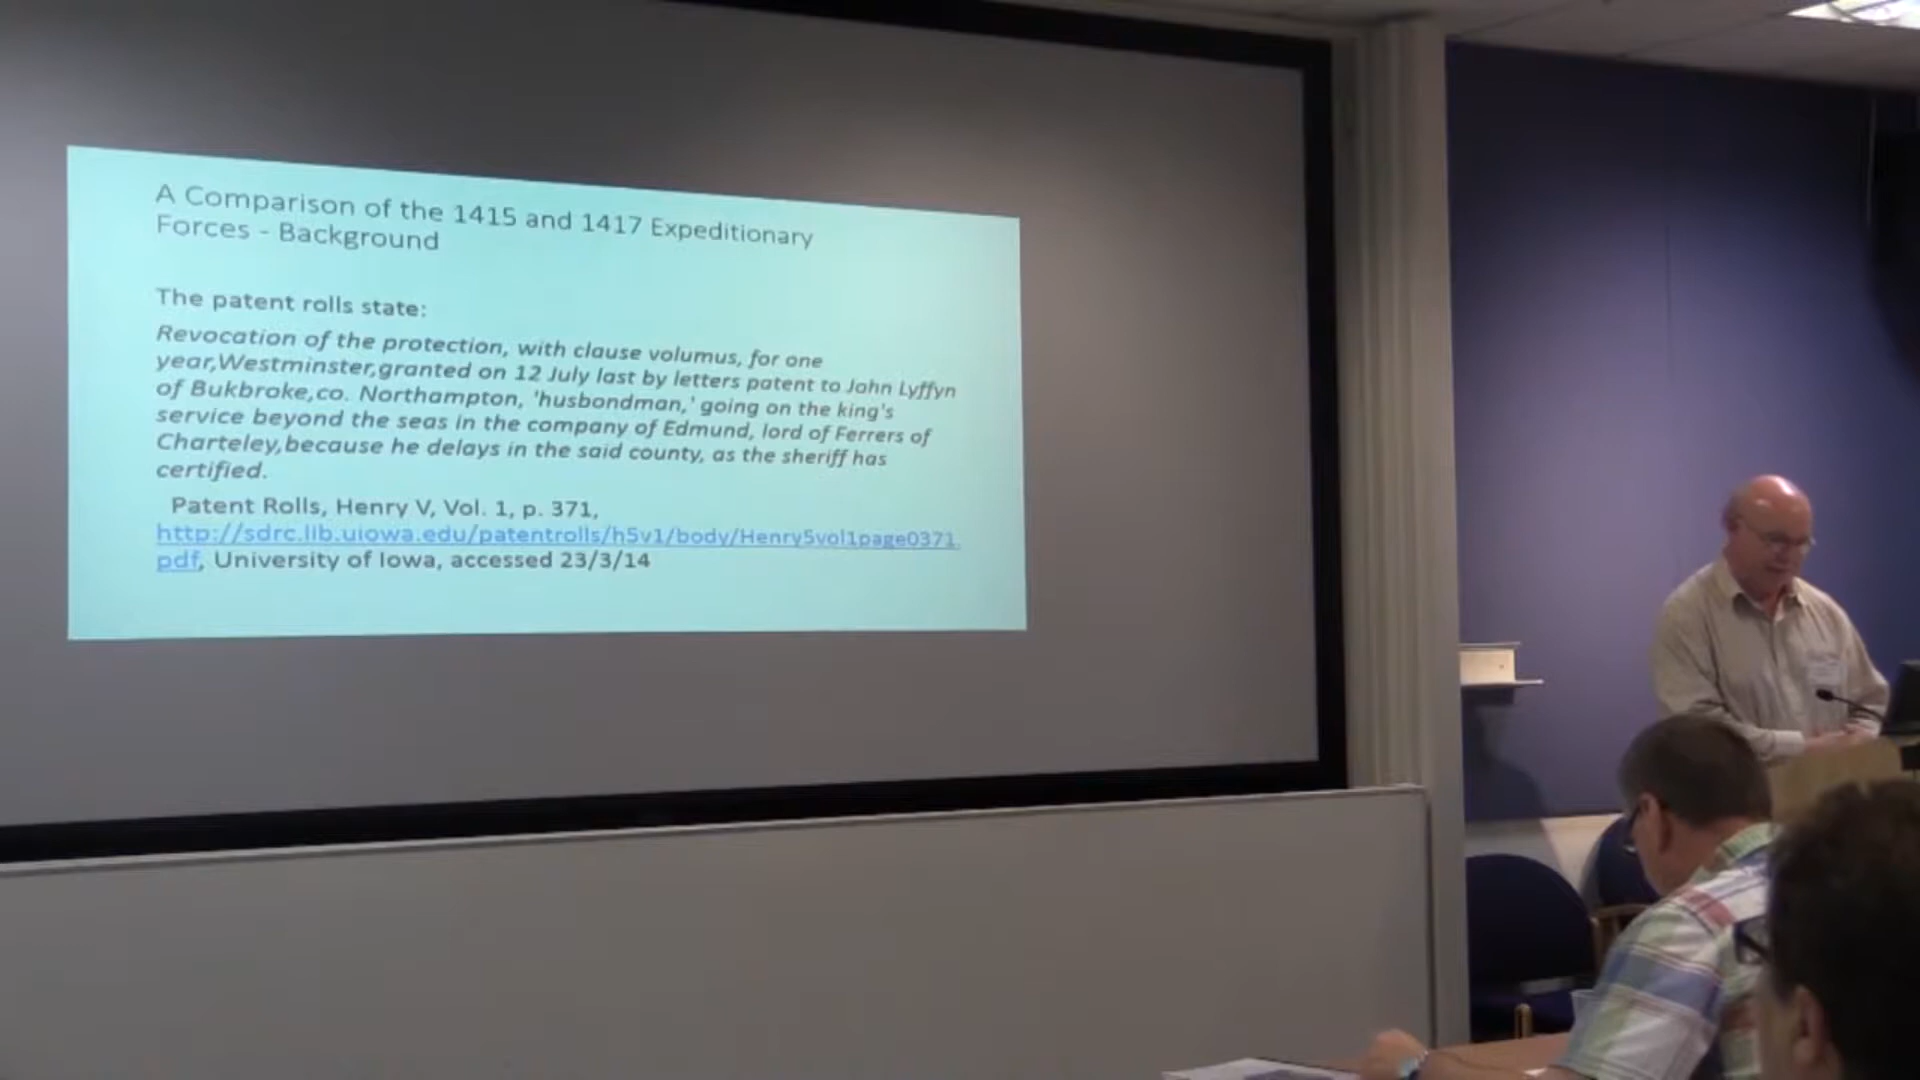 A Comparison of the 1415 and 1417 Expeditionary
Forces - Background
The patent rolls state:
Revocation of the protection, with clause volumus, for one
year,Westminster,granted on 12 July last by letters patent to John Lyffyn
of Bukbroke,co. Northampton, 'husbondman,' going on the king's
service beyond the seas in the company of Edmund, lord of Ferrers of
Charteley,because he delays in the said county, as the sheriff has
certified.
Patent Rolls, Henry V, Vol. 1, p. 371,
http://sdrc.lib.uiowa.edu/patentrolls/h5v1/body/Henry5vol1page0371.
pdf, University of Iowa, accessed 23/3/14